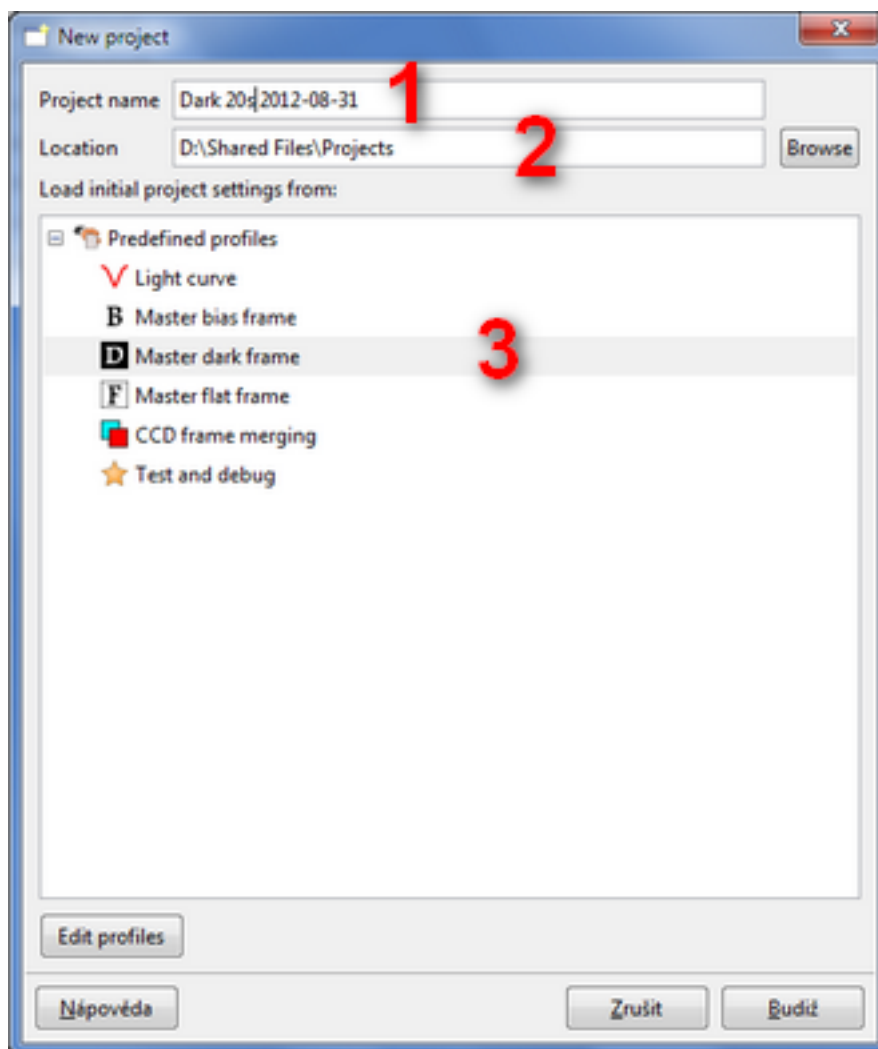 New project
1
Project name Dark 20s 2012-08-31
2
Location D:\Shared Files\Projects Browse
Load initial project settings from:
Predefined profiles
Light curve
B Master bias frame
3
D Master dark frame
F Master flat frame
CCD frame merging
Test and debug
Edit profiles
Nápověda Zrušit Budiž